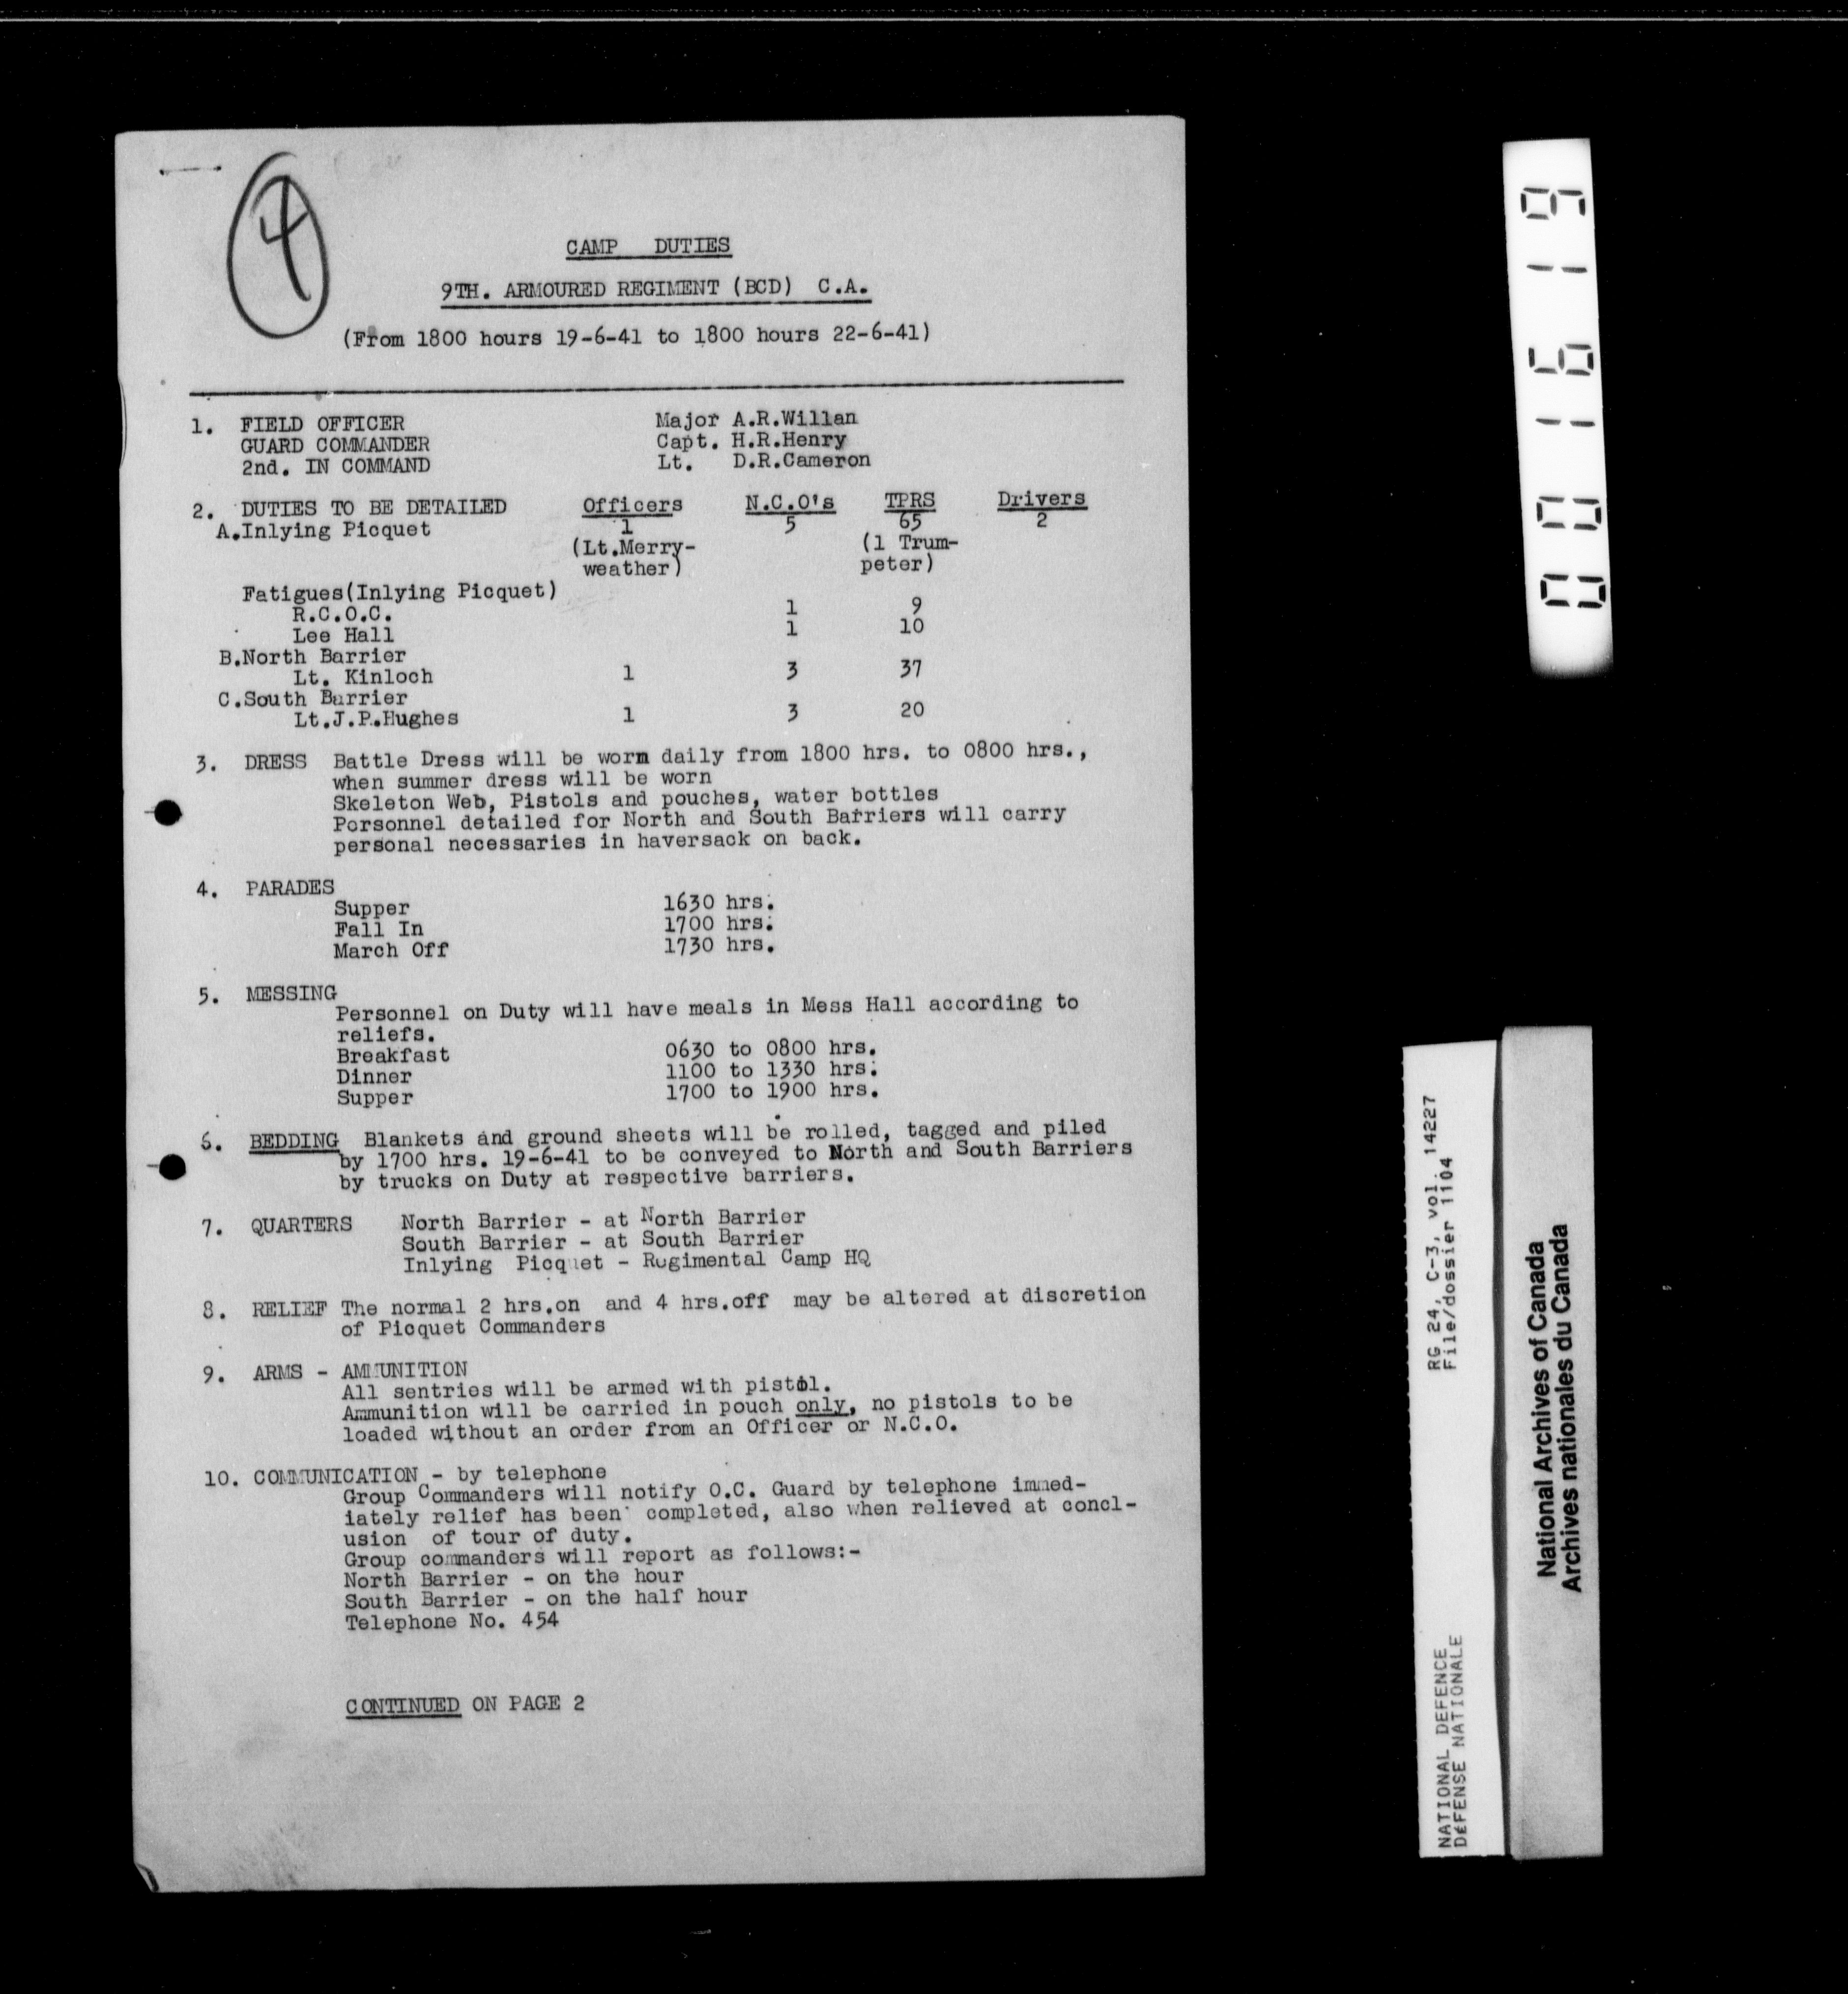 4
CAMP DUTIES
9TH. ARMOURED REGIMENT (BCD) C.A.
(From 1800 hours 19-6-41 to 1800 hours 22-6-41)
1. FIELD OFFICER Major A.R.Willan
GUARD COMMANDER Capt. H.R.Henry
2nd. IN COMMAND Lt. D.R.Cameron
2. DUTIES TO BE DETAILED Officers N.C.O's TPRS Drivers
A.Inlying Picquet 1 5 65 2
(Lt.Merry- (1 Trum-
weather) peter)
Fatigues(Inlying Picquet)
R.C.O.C. 1 9
Lee Hall 1 10
B.North Barrier
Lt. Kinloch 1 3 37
C.South Barrier
Lt.J.P.Hughes 1 3 20
3. DRESS Battle Dress will be worn daily from 1800 hrs. to 0800 hrs.,
when summer dress will be worn
Skeleton Web, Pistols and pouches, water bottles
Personnel detailed for North and South Barriers will carry
personal necessaries in haversack on back.
4. PARADES
Supper 1630 hrs.
Fall In 1700 hrs.
March Off 1730 hrs.
5. MESSING
Personnel on Duty will have meals in Mess Hall according to
reliefs.
Breakfast 0630 to 0800 hrs.
Dinner 1100 to 1330 hrs.
Supper 1700 to 1900 hrs.
6. BEDDING Blankets and ground sheets will be rolled, tagged and piled
by 1700 hrs. 19-6-41 to be conveyed to North and South Barriers
by trucks on Duty at respective barriers.
7. QUARTERS North Barrier - at North Barrier
South Barrier - at South Barrier
Inlying Picquet - Regimental Camp HQ
8. RELIEF The normal 2 hrs.on and 4 hrs.off may be altered at discretion
of Picquet Commanders
9. ARMS - AMMUNITION
All sentries will be armed with pistol.
Ammunition will be carried in pouch only, no pistols to be
loaded without an order from an Officer or N.C.O.
10. COMMUNICATION - by telephone
Group Commanders will notify O.C. Guard by telephone immed-
iately relief has been completed, also when relieved at concl-
usion of tour of duty.
Group commanders will report as follows:-
North Barrier - on the hour
South Barrier - on the half hour
Telephone No. 454
CONTINUED ON PAGE 2
001619
NATIONAL DEFENCE RG 24, C-3, vol. 14227
DÉFENSE NATIONALE File/dossier 1104
National Archives of Canada
Archives nationales du Canada